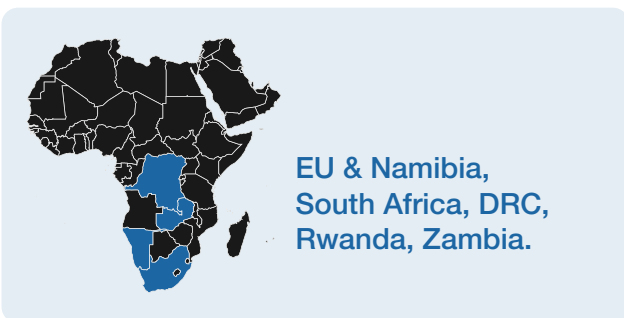 EU & Namibia,
South Africa, DRC,
Rwanda, Zambia.